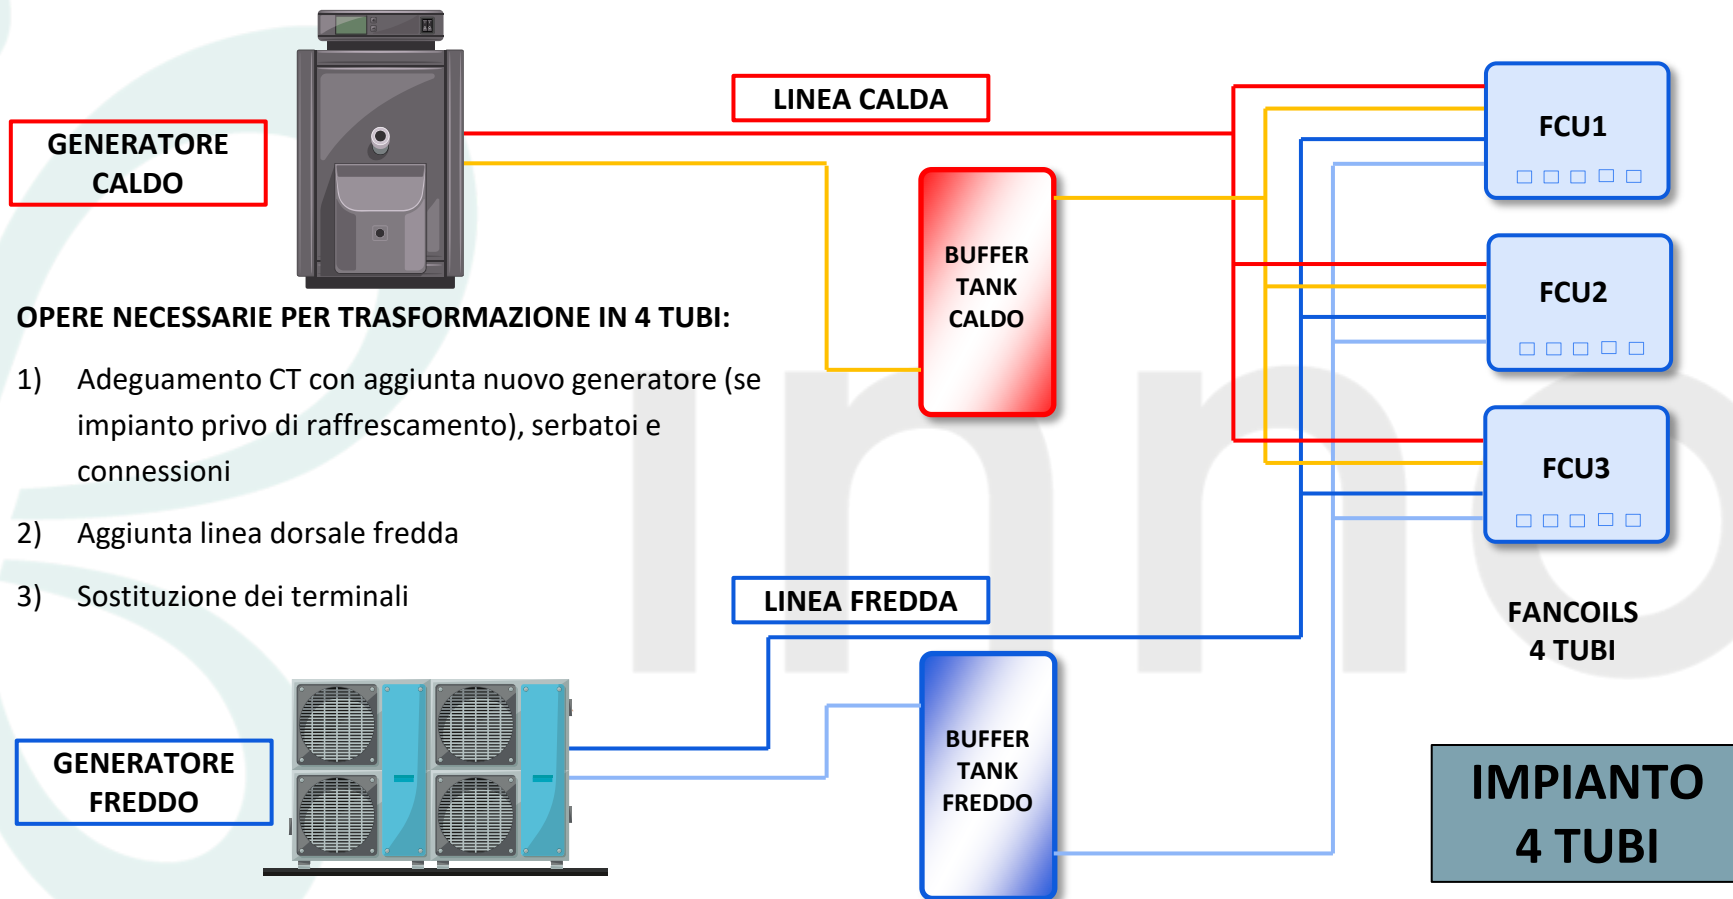 LINEA CALDA
GENERATORE
CALDO
FCU1
BUFFER
TANK
CALDO
FCU2
OPERE NECESSARIE PER TRASFORMAZIONE IN 4 TUBI:
1) Adeguamento CT con aggiunta nuovo generatore (se
impianto privo di raffrescamento), serbatoi e
connessioni
2) Aggiunta linea dorsale fredda
3) Sostituzione dei terminali
FCU3
LINEA FREDDA
FANCOILS
4 TUBI
GENERATORE
FREDDO
BUFFER
TANK
FREDDO
IMPIANTO
4 TUBI
inno